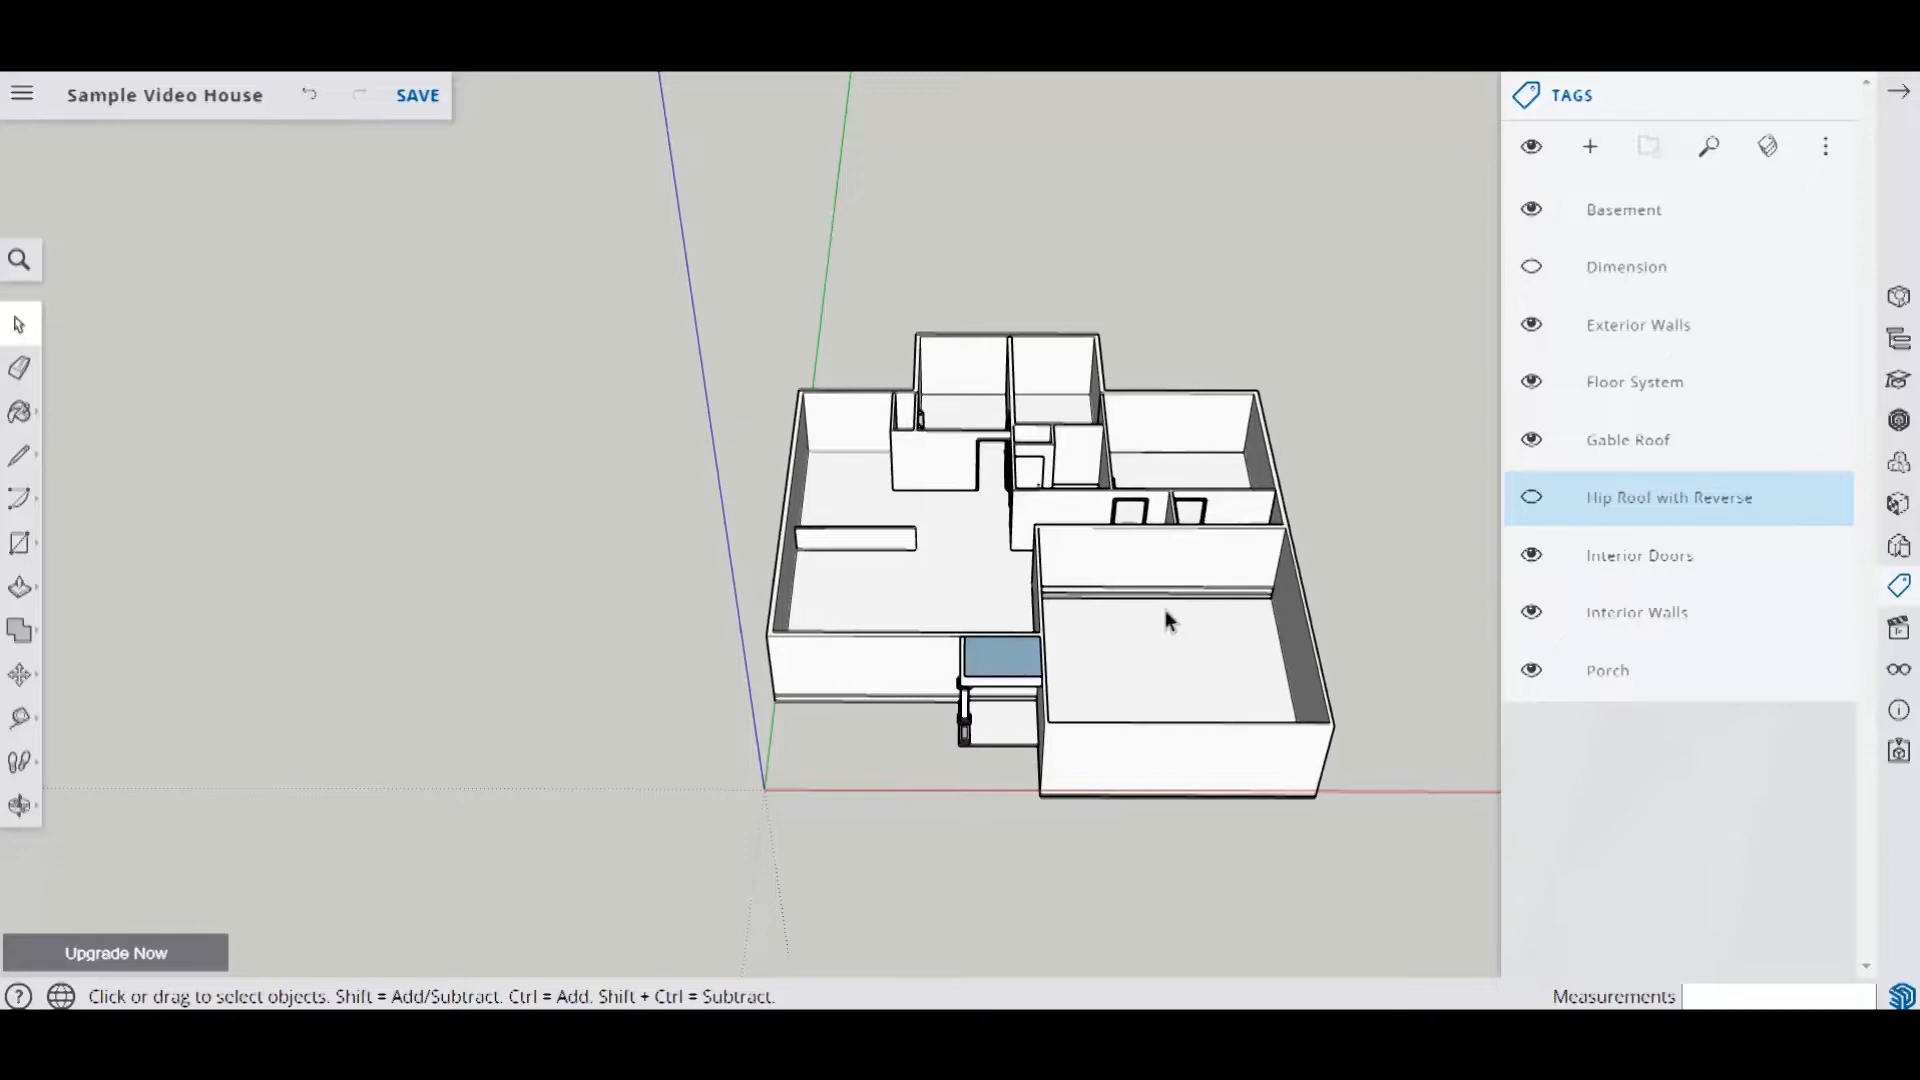 Sample Video House
SAVE
TAGS
Basement
Dimension
Exterior Walls
Floor System
Gable Roof
Hip Roof with Reverse
Interior Doors
Interior Walls
Porch
Upgrade Now
Click or drag to select objects. Shift = Add/Subtract. Ctrl = Add. Shift + Ctrl = Subtract.
Measurements